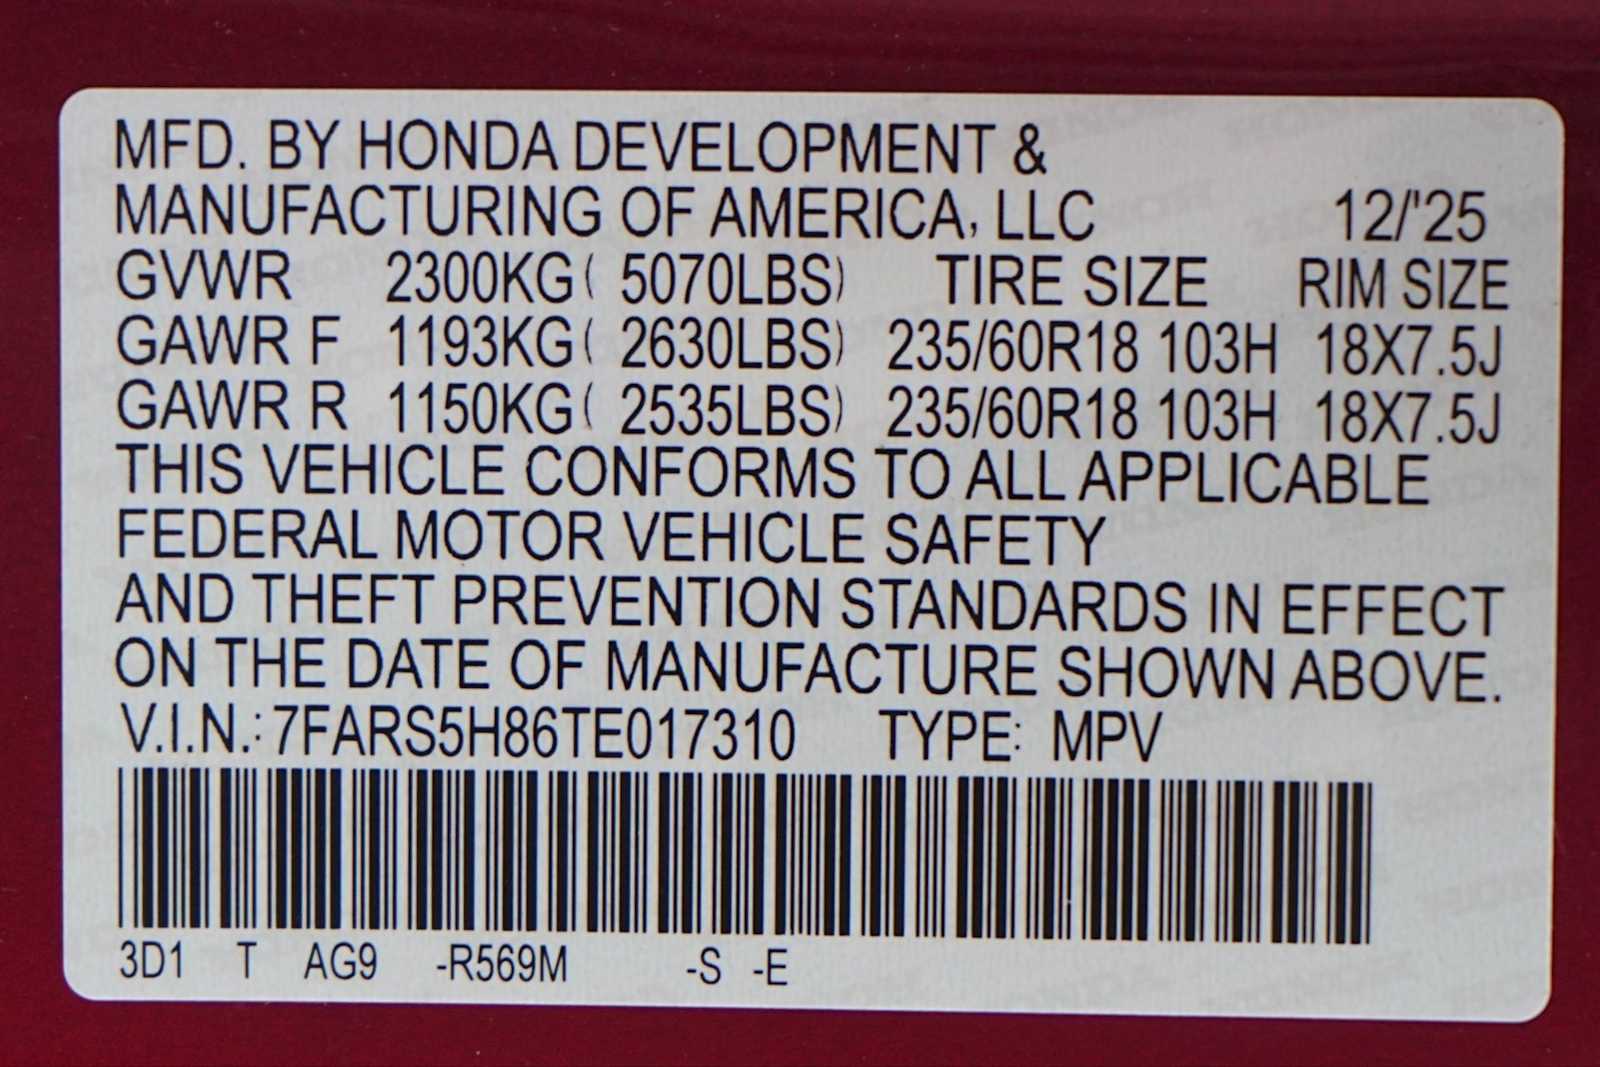 MFD. BY HONDA DEVELOPMENT &
MANUFACTURING OF AMERICA, LLC 12/'25
GVWR 2300KG( 5070LBS) TIRE SIZE RIM SIZE
GAWR F 1193KG( 2630LBS) 235/60R18 103H 18X7.5J
GAWR R 1150KG( 2535LBS) 235/60R18 103H 18X7.5J
THIS VEHICLE CONFORMS TO ALL APPLICABLE
FEDERAL MOTOR VEHICLE SAFETY
AND THEFT PREVENTION STANDARDS IN EFFECT
ON THE DATE OF MANUFACTURE SHOWN ABOVE.
V.I.N.: 7FARS5H86TE017310 TYPE: MPV
3D1 T AG9 -R569M -S -E